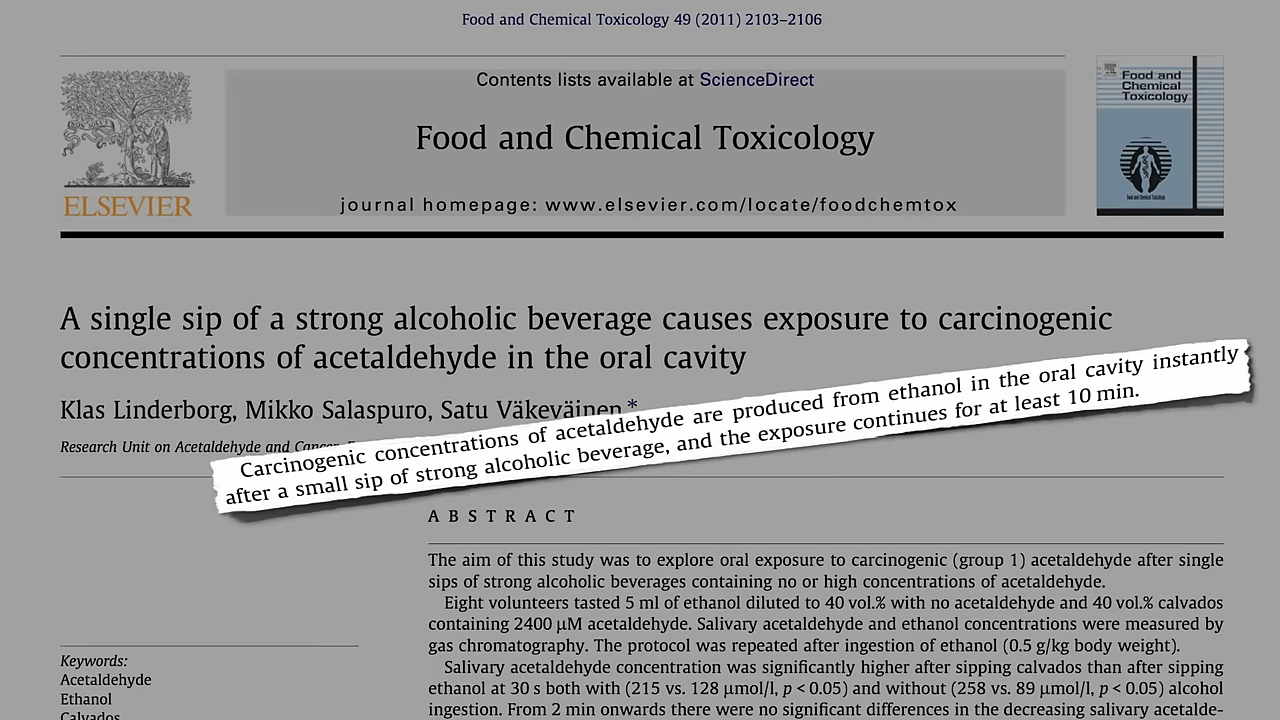 Food and Chemical Toxicology 49 (2011) 2103–2106
Contents lists available at ScienceDirect
Food and Chemical Toxicology
journal homepage: www.elsevier.com/locate/foodchemtox
ELSEVIER
Food and
Chemical
Toxicology
Food and Chemical Toxicology
A single sip of a strong alcoholic beverage causes exposure to carcinogenic
concentrations of acetaldehyde in the oral cavity
Klas Linderborg, Mikko Salaspuro, Satu Väkeväinen *
Research Unit on Acetaldehyde and Cancer
Carcinogenic concentrations of acetaldehyde are produced from ethanol in the oral cavity instantly
after a small sip of strong alcoholic beverage, and the exposure continues for at least 10 min.
ABSTRACT
The aim of this study was to explore oral exposure to carcinogenic (group 1) acetaldehyde after single
sips of strong alcoholic beverages containing no or high concentrations of acetaldehyde.
Eight volunteers tasted 5 ml of ethanol diluted to 40 vol.% with no acetaldehyde and 40 vol.% calvados
containing 2400 μM acetaldehyde. Salivary acetaldehyde and ethanol concentrations were measured by
gas chromatography. The protocol was repeated after ingestion of ethanol (0.5 g/kg body weight).
Salivary acetaldehyde concentration was significantly higher after sipping calvados than after sipping
ethanol at 30 s both with (215 vs. 128 μmol/l, p < 0.05) and without (258 vs. 89 μmol/l, p < 0.05) alcohol
ingestion. From 2 min onwards there were no significant differences in the decreasing salivary acetalde-
Keywords:
Acetaldehyde
Ethanol
Calvados